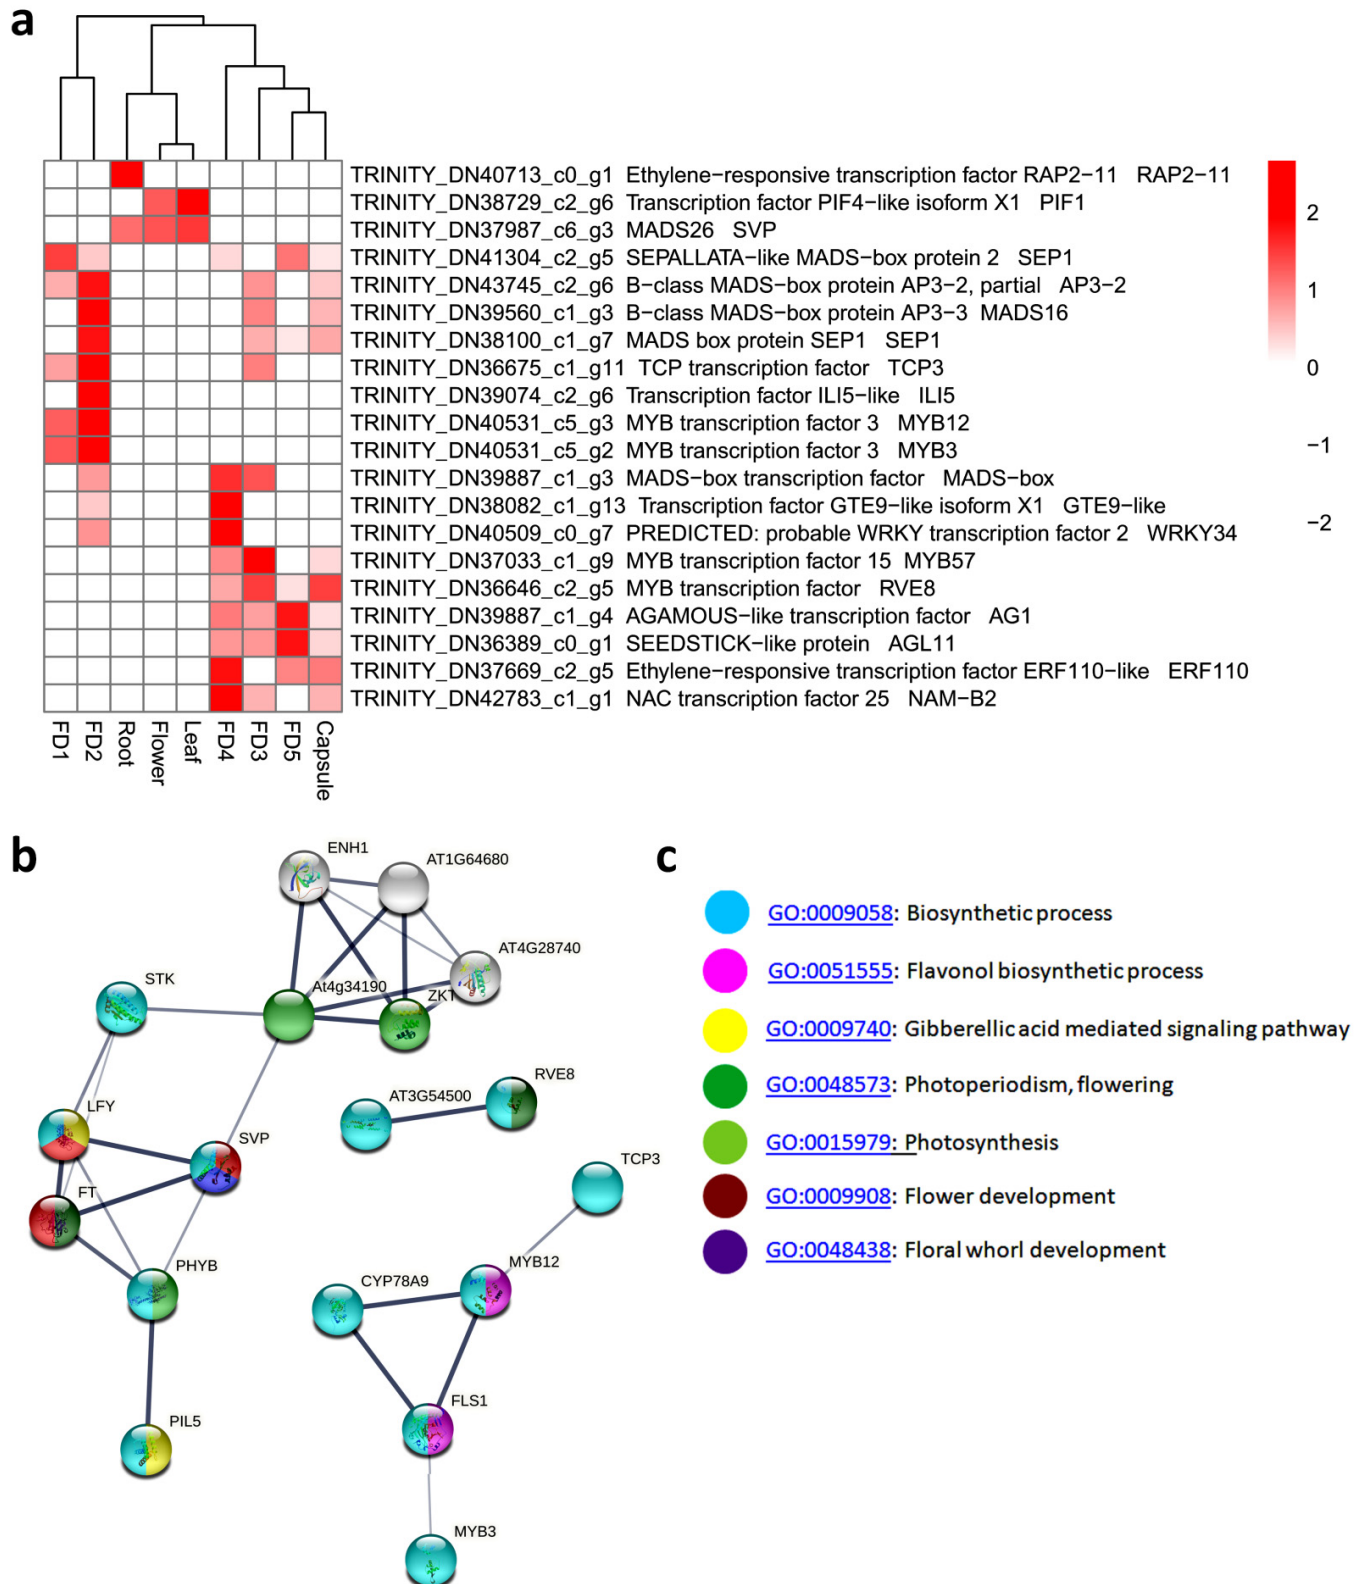 a
TRINITY_DN40713_c0_g1 Ethylene−responsive transcription factor RAP2−11 RAP2−11
TRINITY_DN38729_c2_g6 Transcription factor PIF4−like isoform X1 PIF1
TRINITY_DN37987_c6_g3 MADS26 SVP
TRINITY_DN41304_c2_g5 SEPALLATA−like MADS−box protein 2 SEP1
TRINITY_DN43745_c2_g6 B−class MADS−box protein AP3−2, partial AP3−2
TRINITY_DN39560_c1_g3 B−class MADS−box protein AP3−3 MADS16
TRINITY_DN38100_c1_g7 MADS box protein SEP1 SEP1
TRINITY_DN36675_c1_g11 TCP transcription factor TCP3
TRINITY_DN39074_c2_g6 Transcription factor ILI5−like ILI5
TRINITY_DN40531_c5_g3 MYB transcription factor 3 MYB12
TRINITY_DN40531_c5_g2 MYB transcription factor 3 MYB3
TRINITY_DN39887_c1_g3 MADS−box transcription factor MADS−box
TRINITY_DN38082_c1_g13 Transcription factor GTE9−like isoform X1 GTE9−like
TRINITY_DN40509_c0_g7 PREDICTED: probable WRKY transcription factor 2 WRKY34
TRINITY_DN37033_c1_g9 MYB transcription factor 15 MYB57
TRINITY_DN36646_c2_g5 MYB transcription factor RVE8
TRINITY_DN39887_c1_g4 AGAMOUS−like transcription factor AG1
TRINITY_DN36389_c0_g1 SEEDSTICK−like protein AGL11
TRINITY_DN37669_c2_g5 Ethylene−responsive transcription factor ERF110−like ERF110
TRINITY_DN42783_c1_g1 NAC transcription factor 25 NAM−B2
2
1
0
−1
−2
FD1
FD2
Root
Flower
Leaf
FD4
FD3
FD5
Capsule
b
ENH1
AT1G64680
AT4G28740
STK
At4g34190
ZKT
RVE8
AT3G54500
LFY
SVP
FT
TCP3
PHYB
MYB12
CYP78A9
FLS1
PIL5
MYB3
c
GO:0009058: Biosynthetic process
GO:0051555: Flavonol biosynthetic process
GO:0009740: Gibberellic acid mediated signaling pathway
GO:0048573: Photoperiodism, flowering
GO:0015979: Photosynthesis
GO:0009908: Flower development
GO:0048438: Floral whorl development